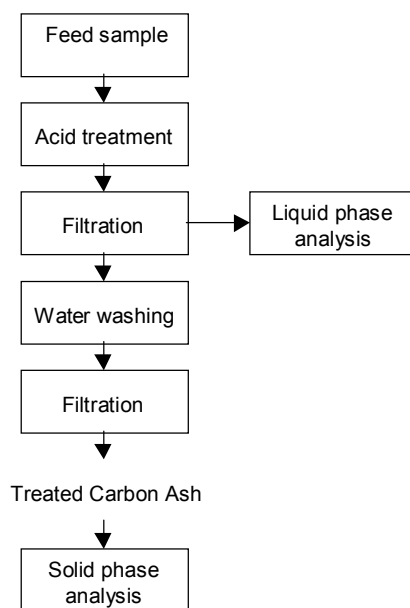 Feed sample
Acid treatment
Filtration
Liquid phase
analysis
Water washing
Filtration
Treated Carbon Ash
Solid phase
analysis